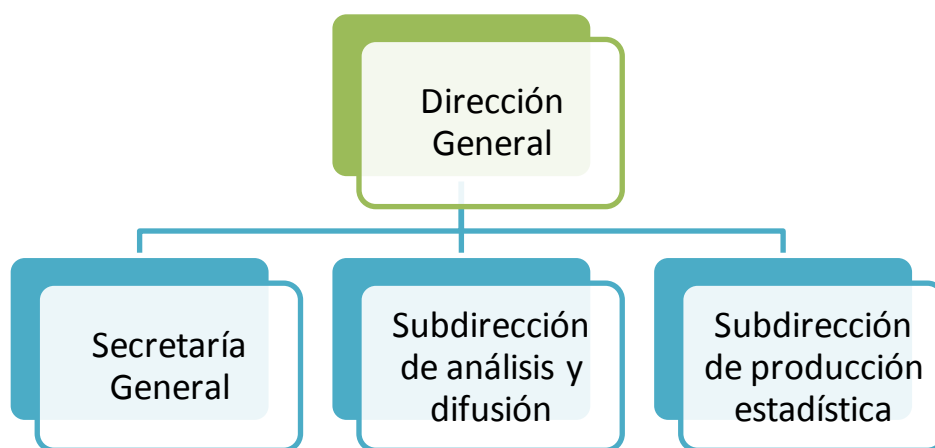 Dirección
General
Secretaría
General
Subdirección
de análisis y
difusión
Subdirección
de producción
estadística